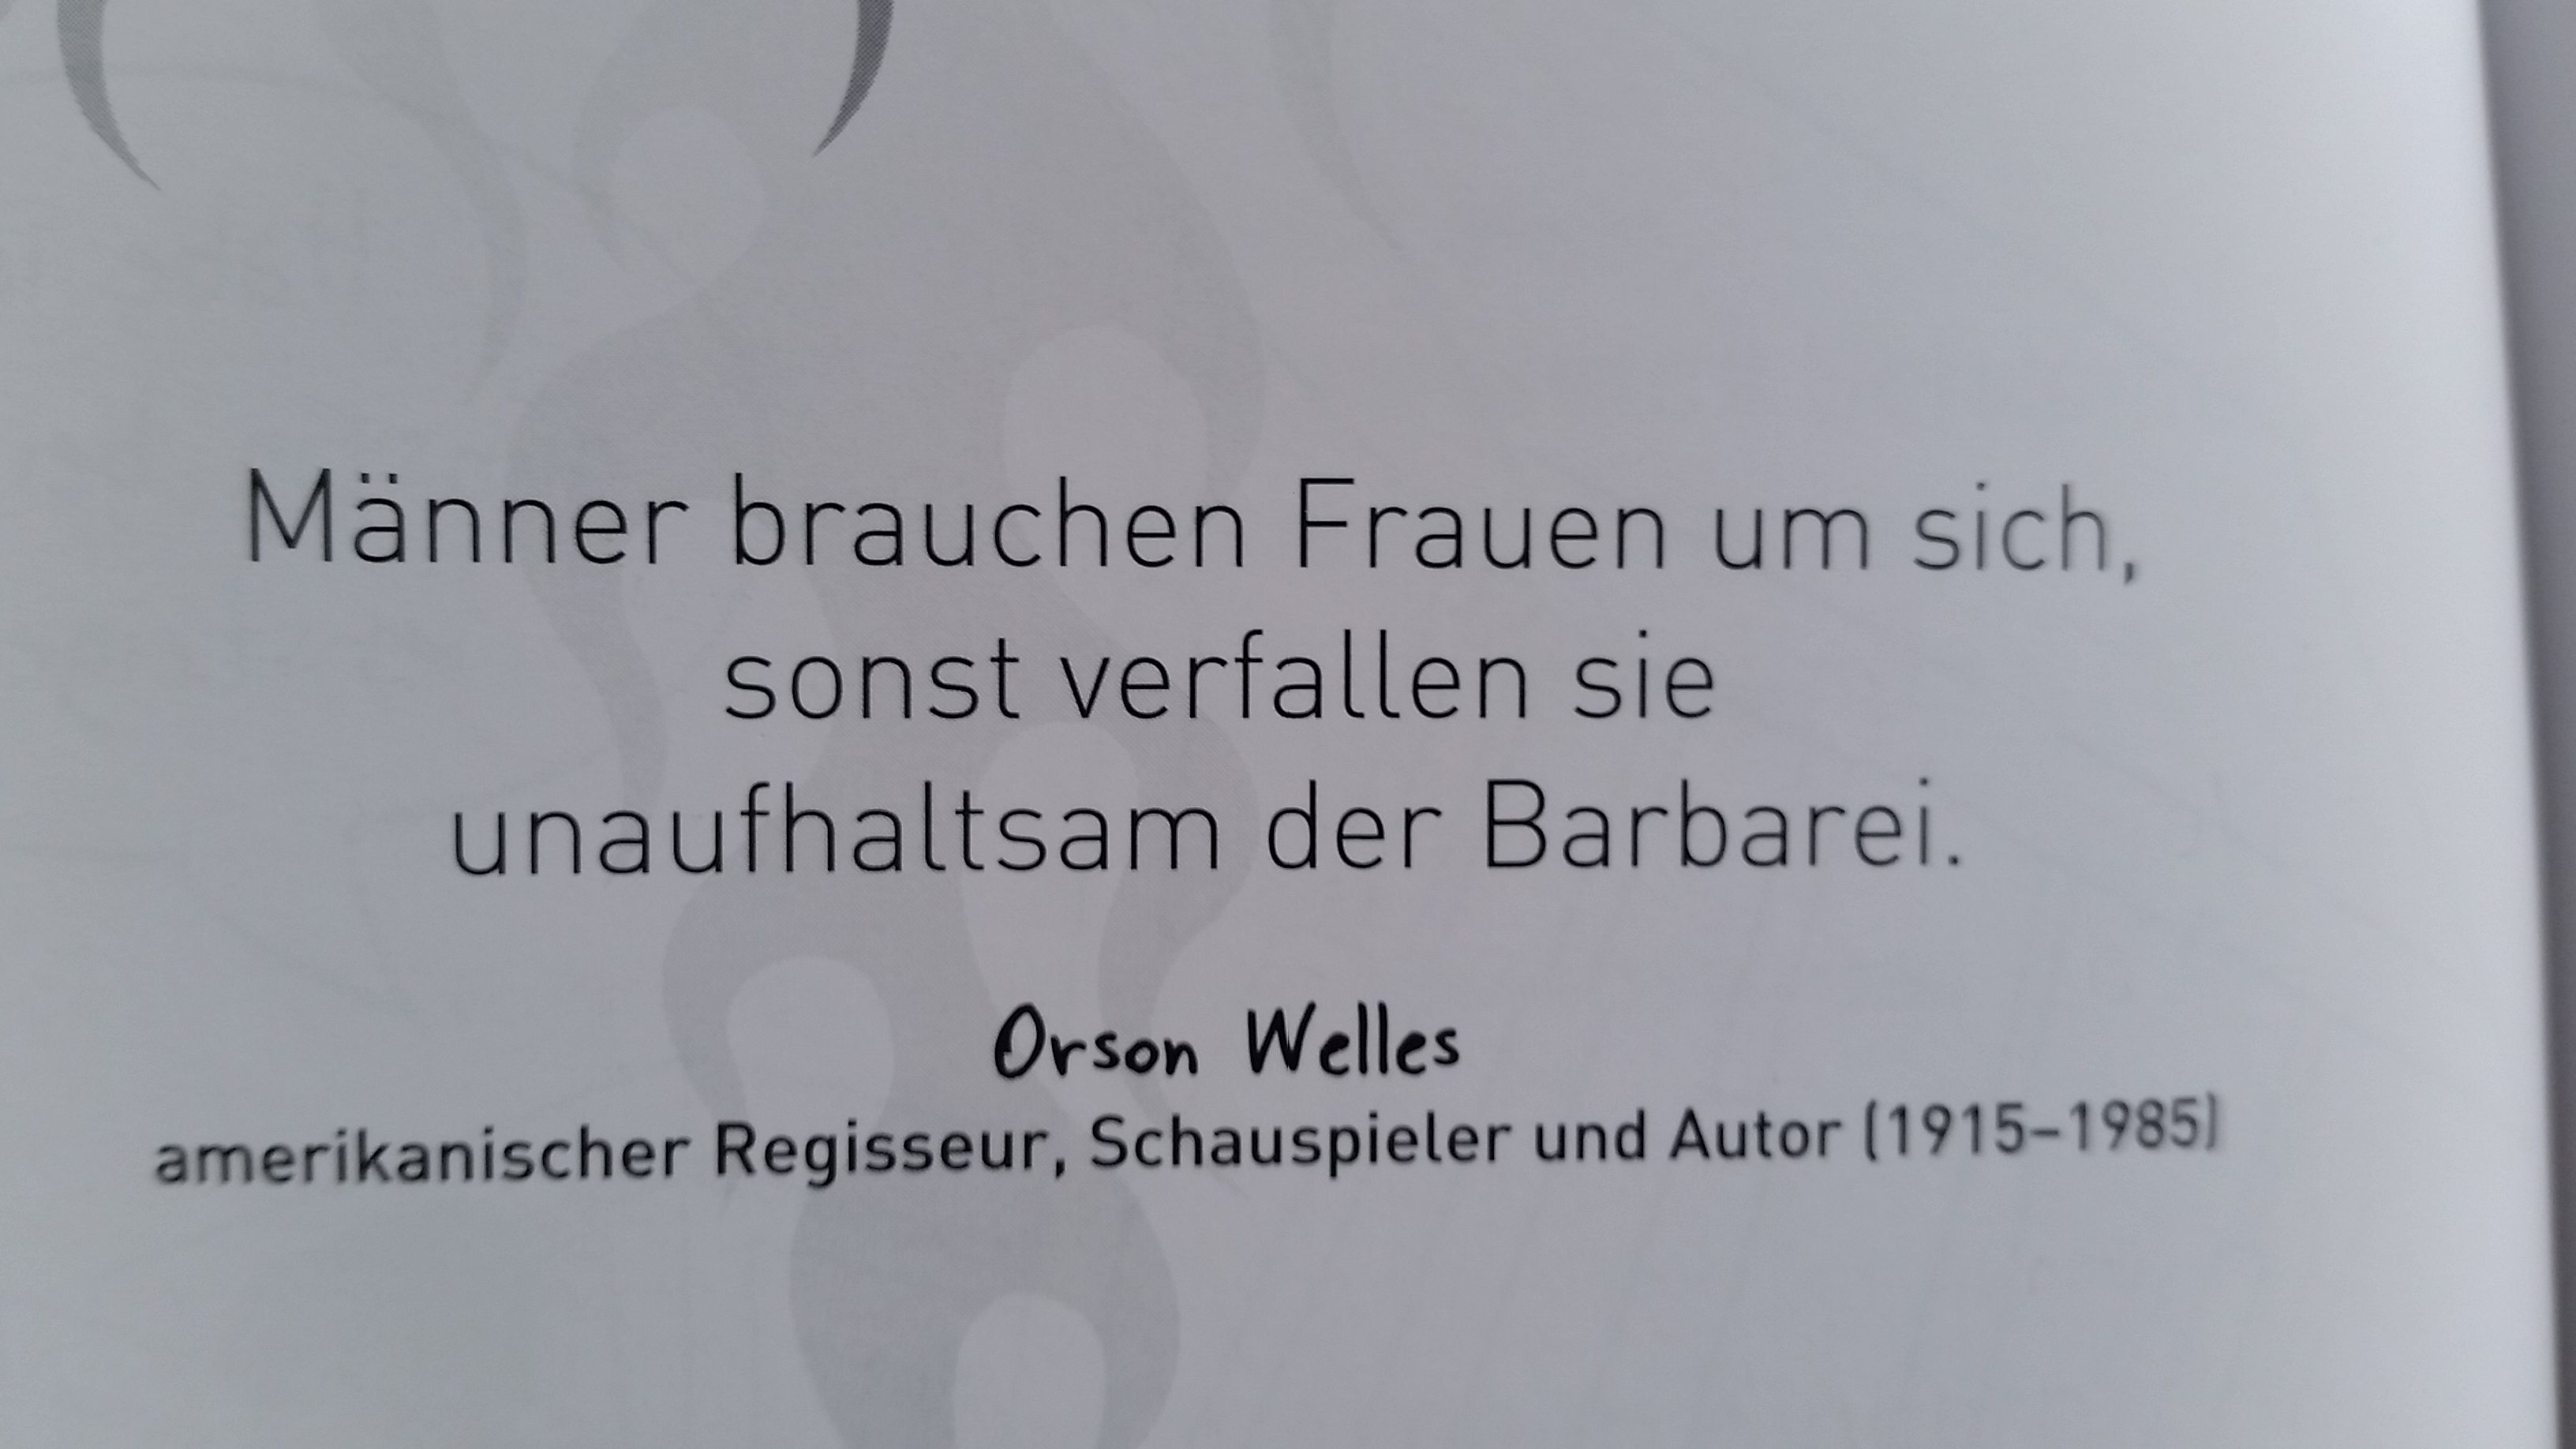 Männer brauchen Frauen um sich,
sonst verfallen sie
unaufhaltsam der Barbarei.
Orson Welles
amerikanischer Regisseur, Schauspieler und Autor (1915–1985)